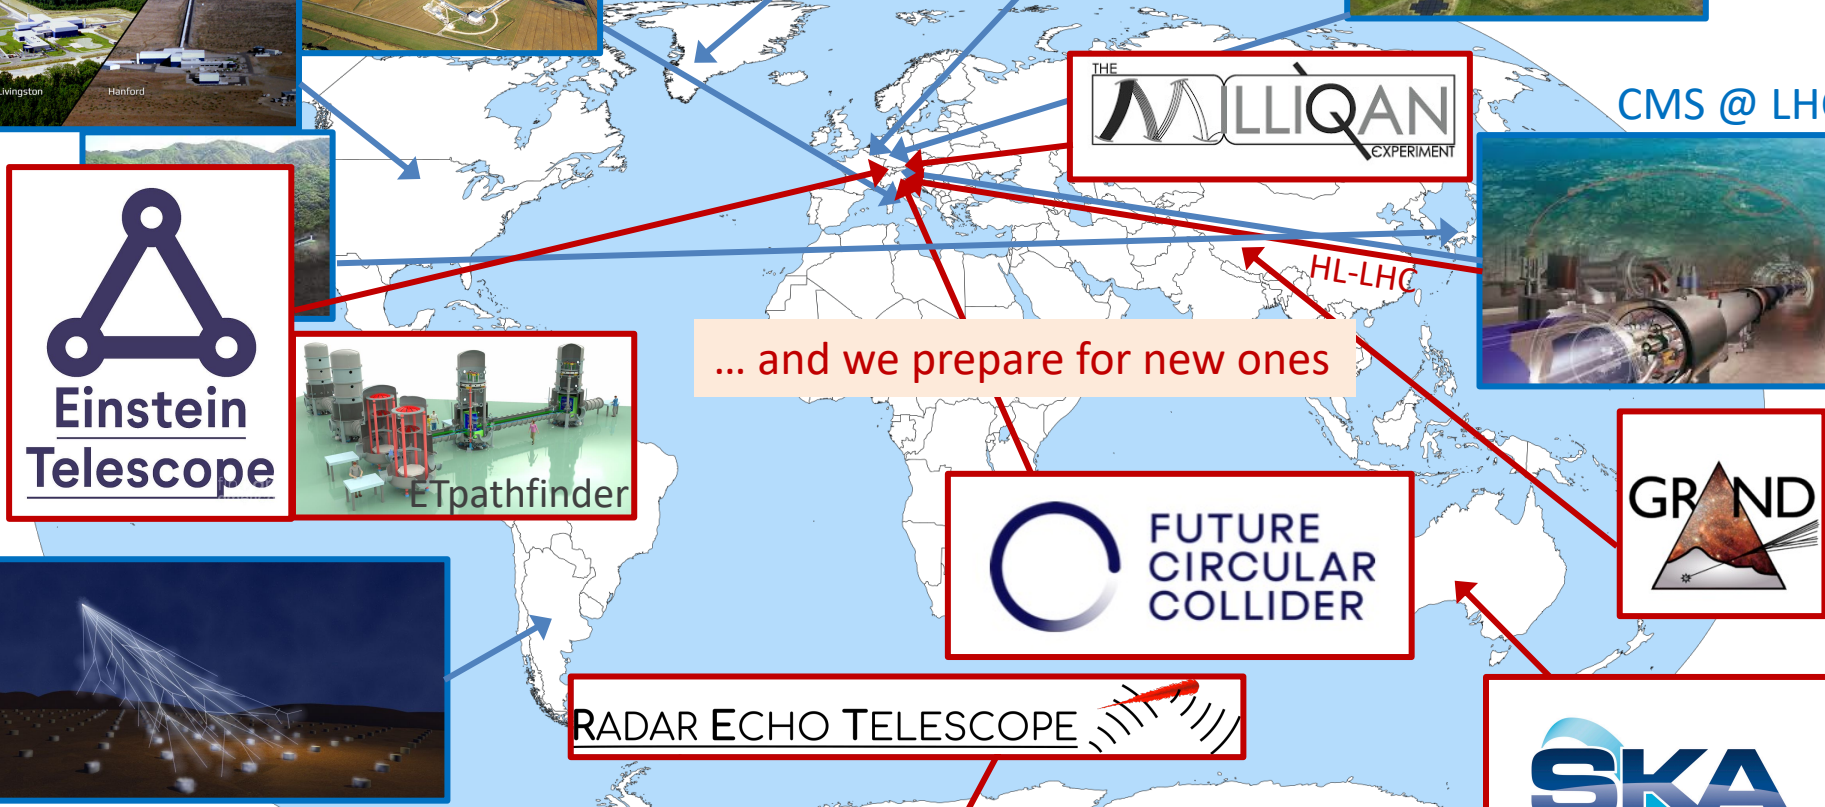 Livingston
Hanford
THE
MILLIQAN
EXPERIMENT
CMS @ LHC
HL-LHC
... and we prepare for new ones
Einstein
Telescope
ETpathfinder
GRAND
FUTURE
CIRCULAR
COLLIDER
RADAR ECHO TELESCOPE
SKA